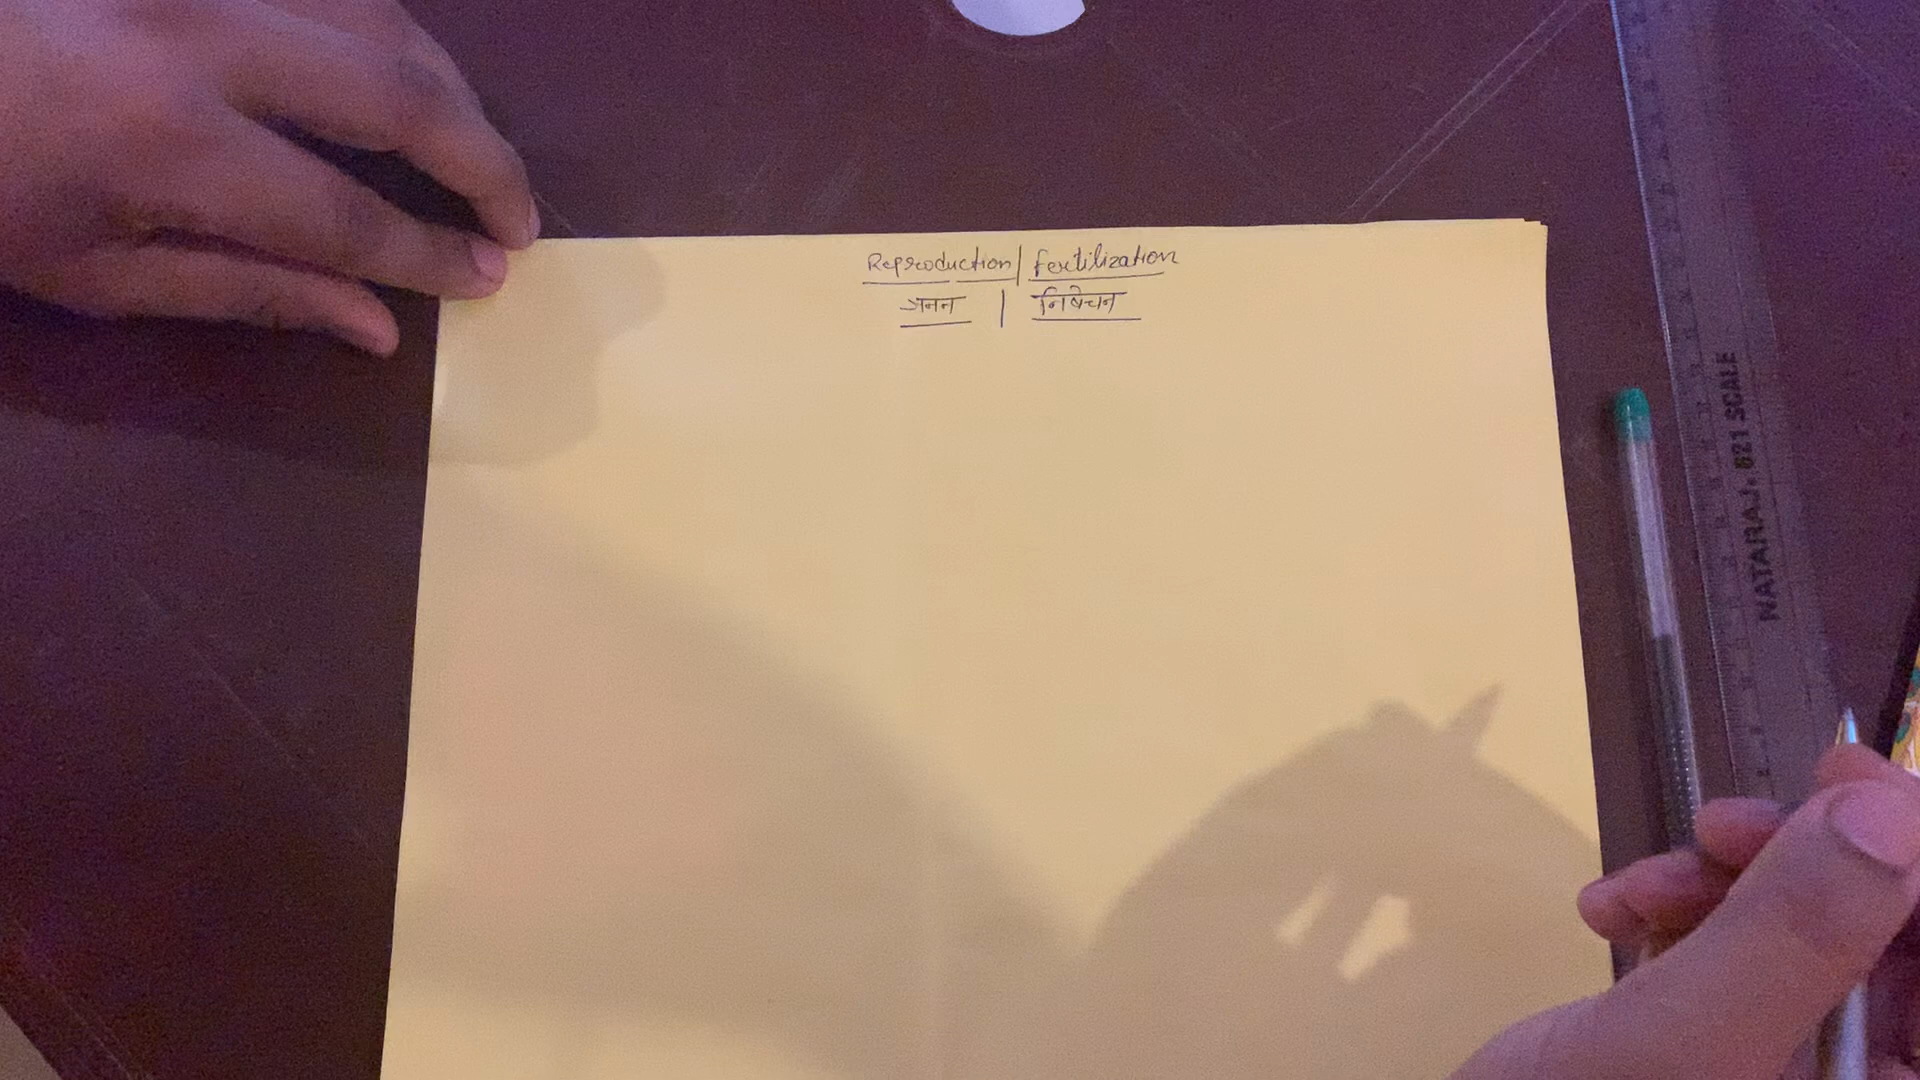 Reproduction | fertilization
जनन | निषेचन
NATARAJ. 621 SCALE